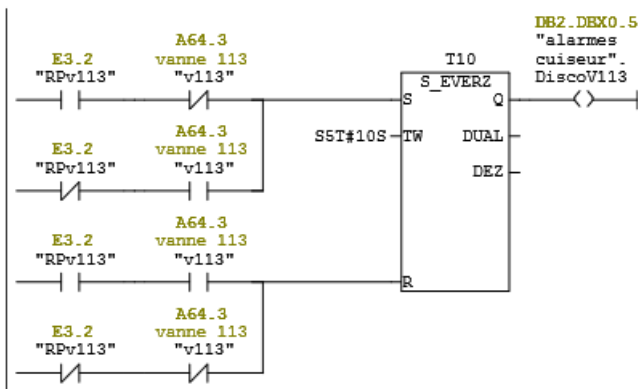 DB2.DBX0.5
"alarmes
cuiseur".
DiscoV113
A64.3
E3.2 vanne 113 T10
"RPv113" "v113" S_EVERZ
S Q
A64.3
E3.2 vanne 113
"RPv113" "v113" S5T#10S TW DUAL
DEZ
A64.3
E3.2 vanne 113
"RPv113" "v113"
R
A64.3
E3.2 vanne 113
"RPv113" "v113"